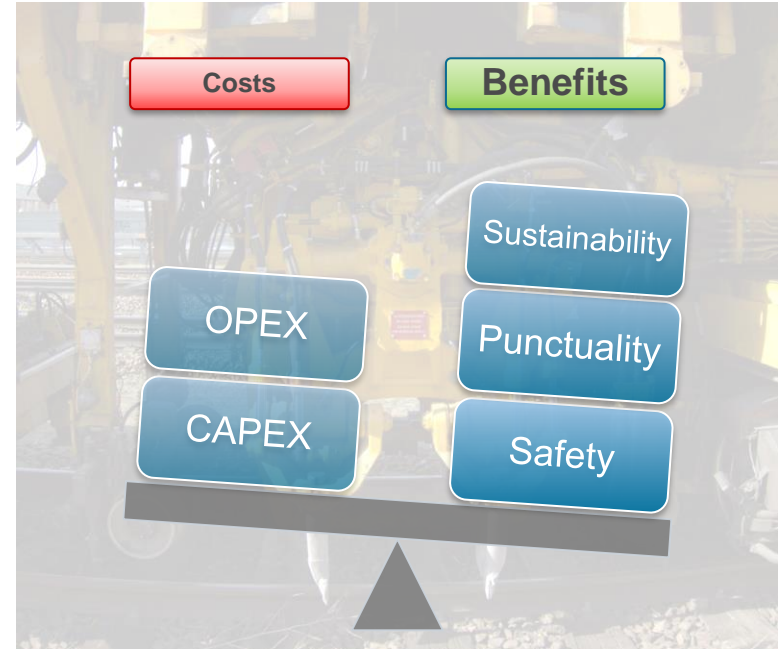 Costs
Benefits
Sustainability
OPEX
Punctuality
CAPEX
Safety